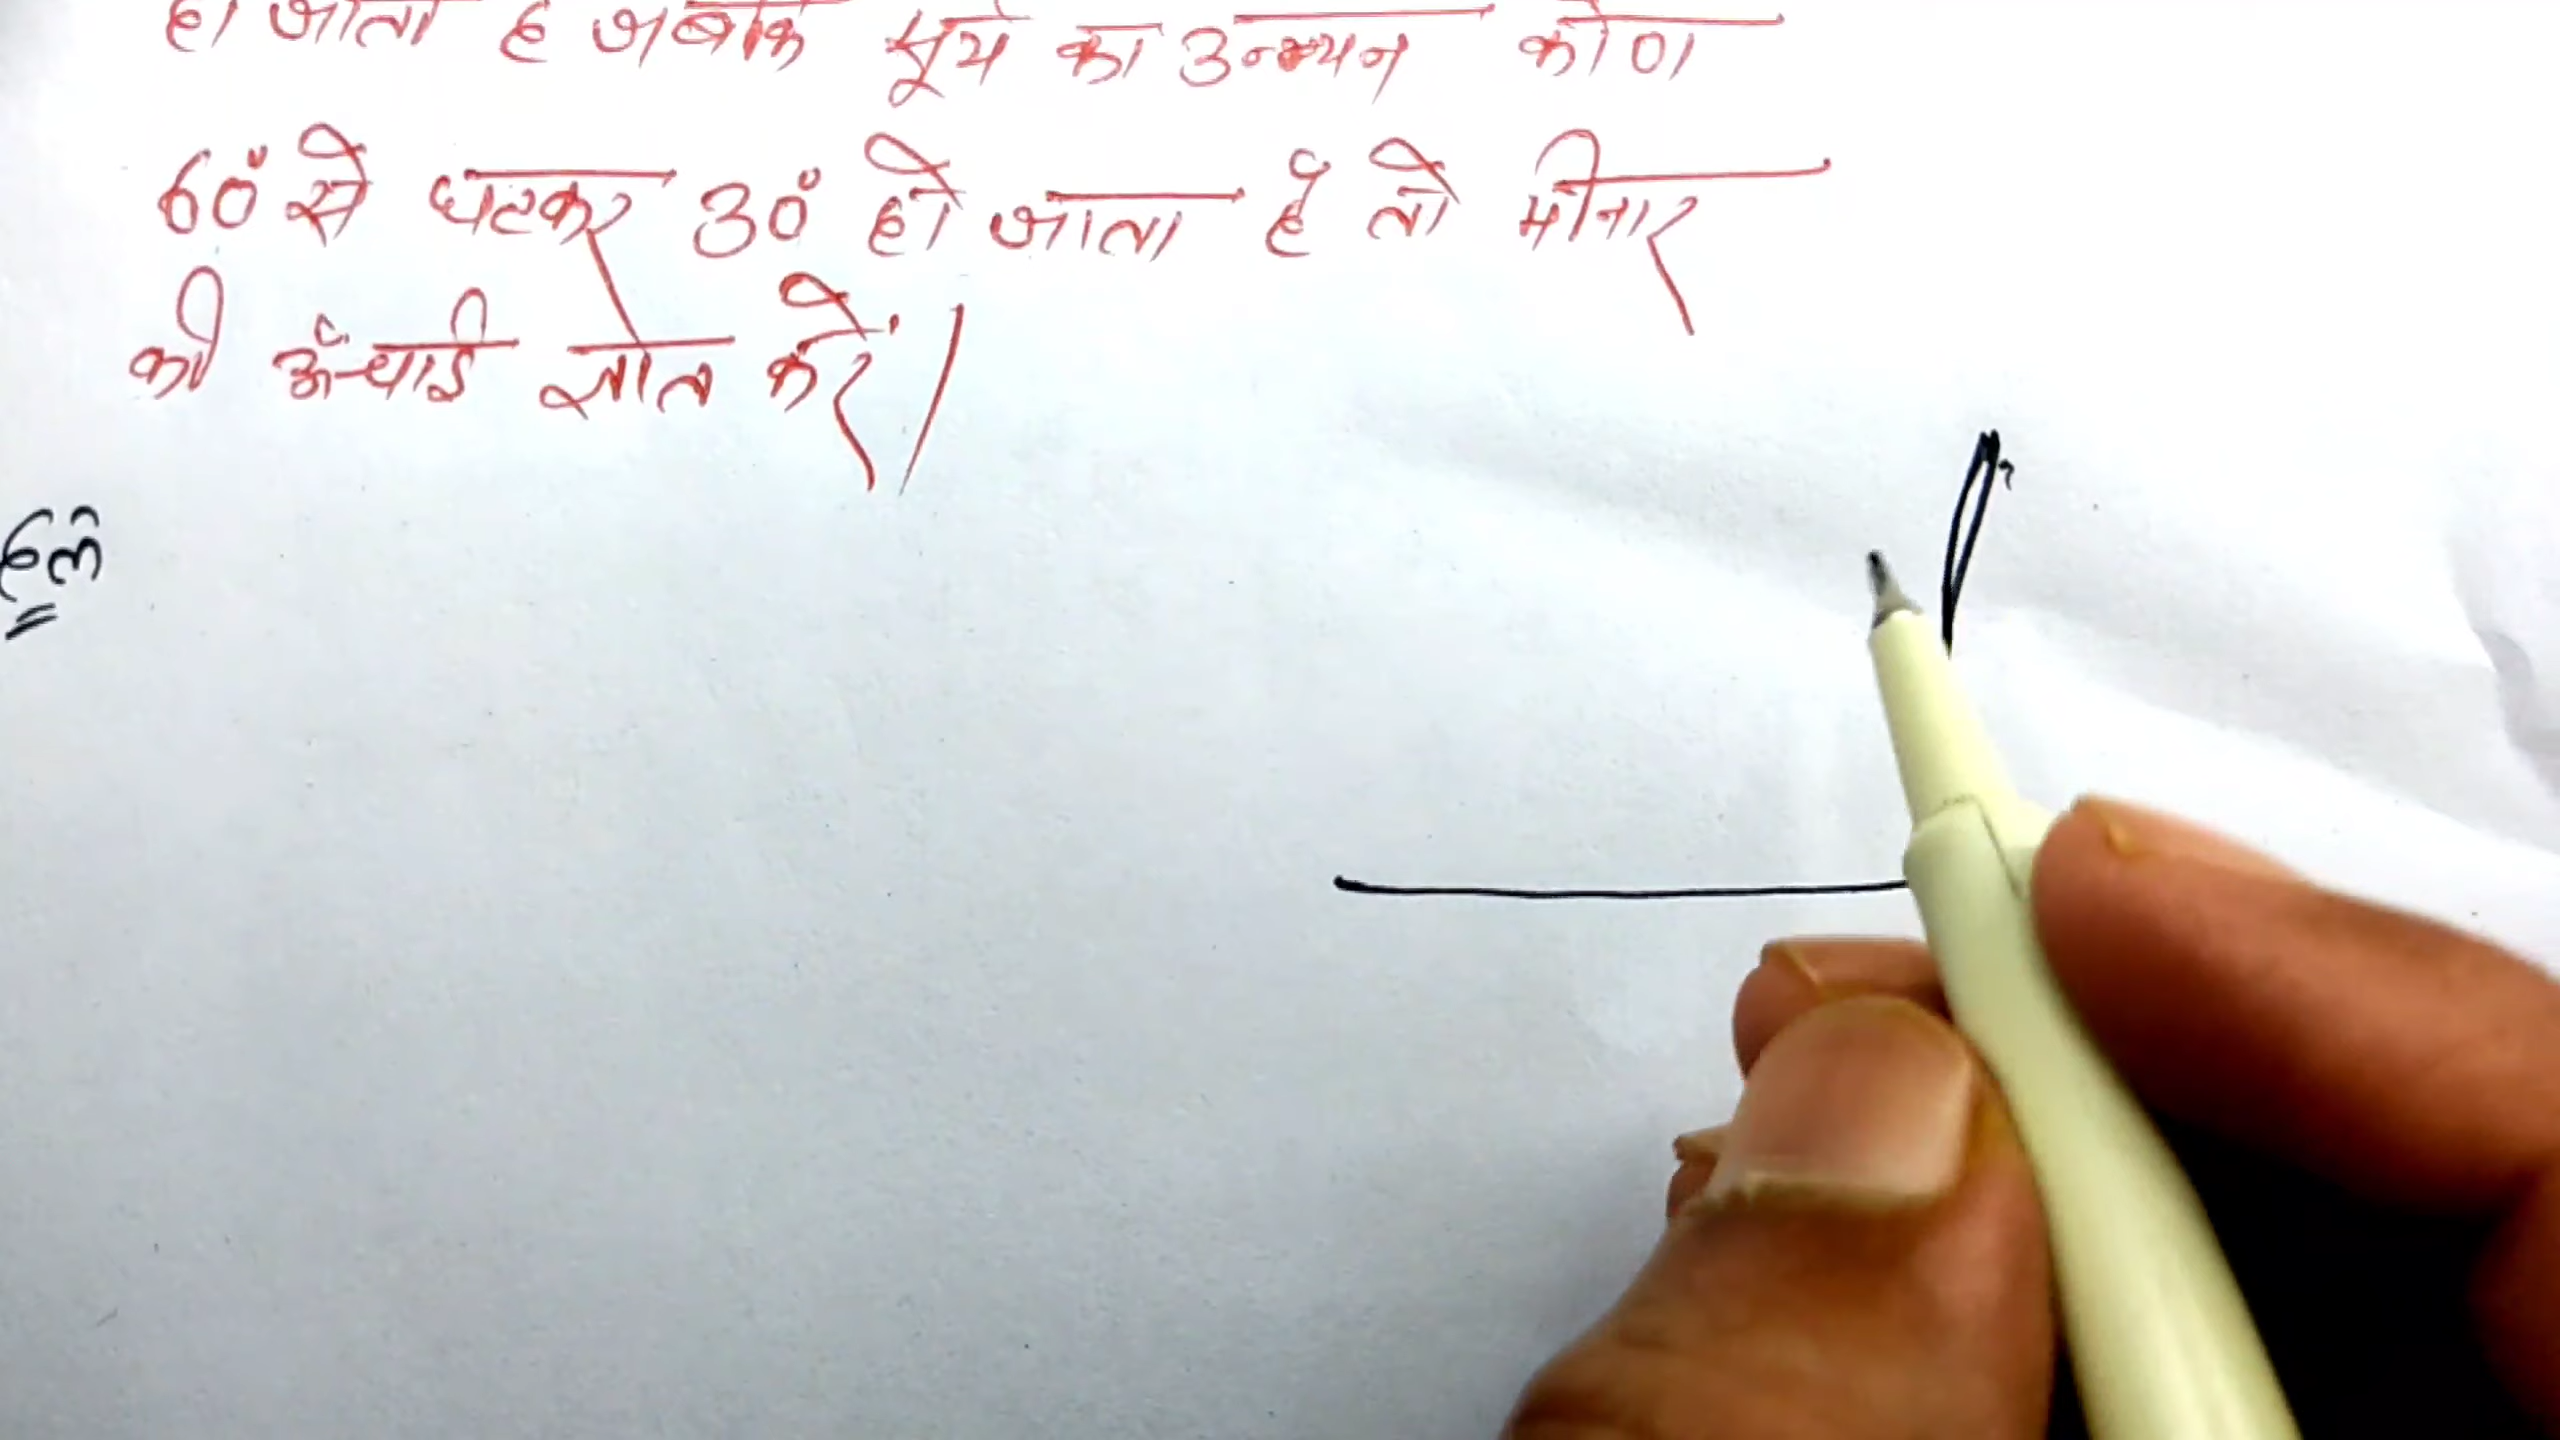 हो जाता है जबकि सूर्य का उन्नयन कोण
60° से घटकर 30° हो जाता है तो मीनार
की ऊँचाई ज्ञात करें।
हल